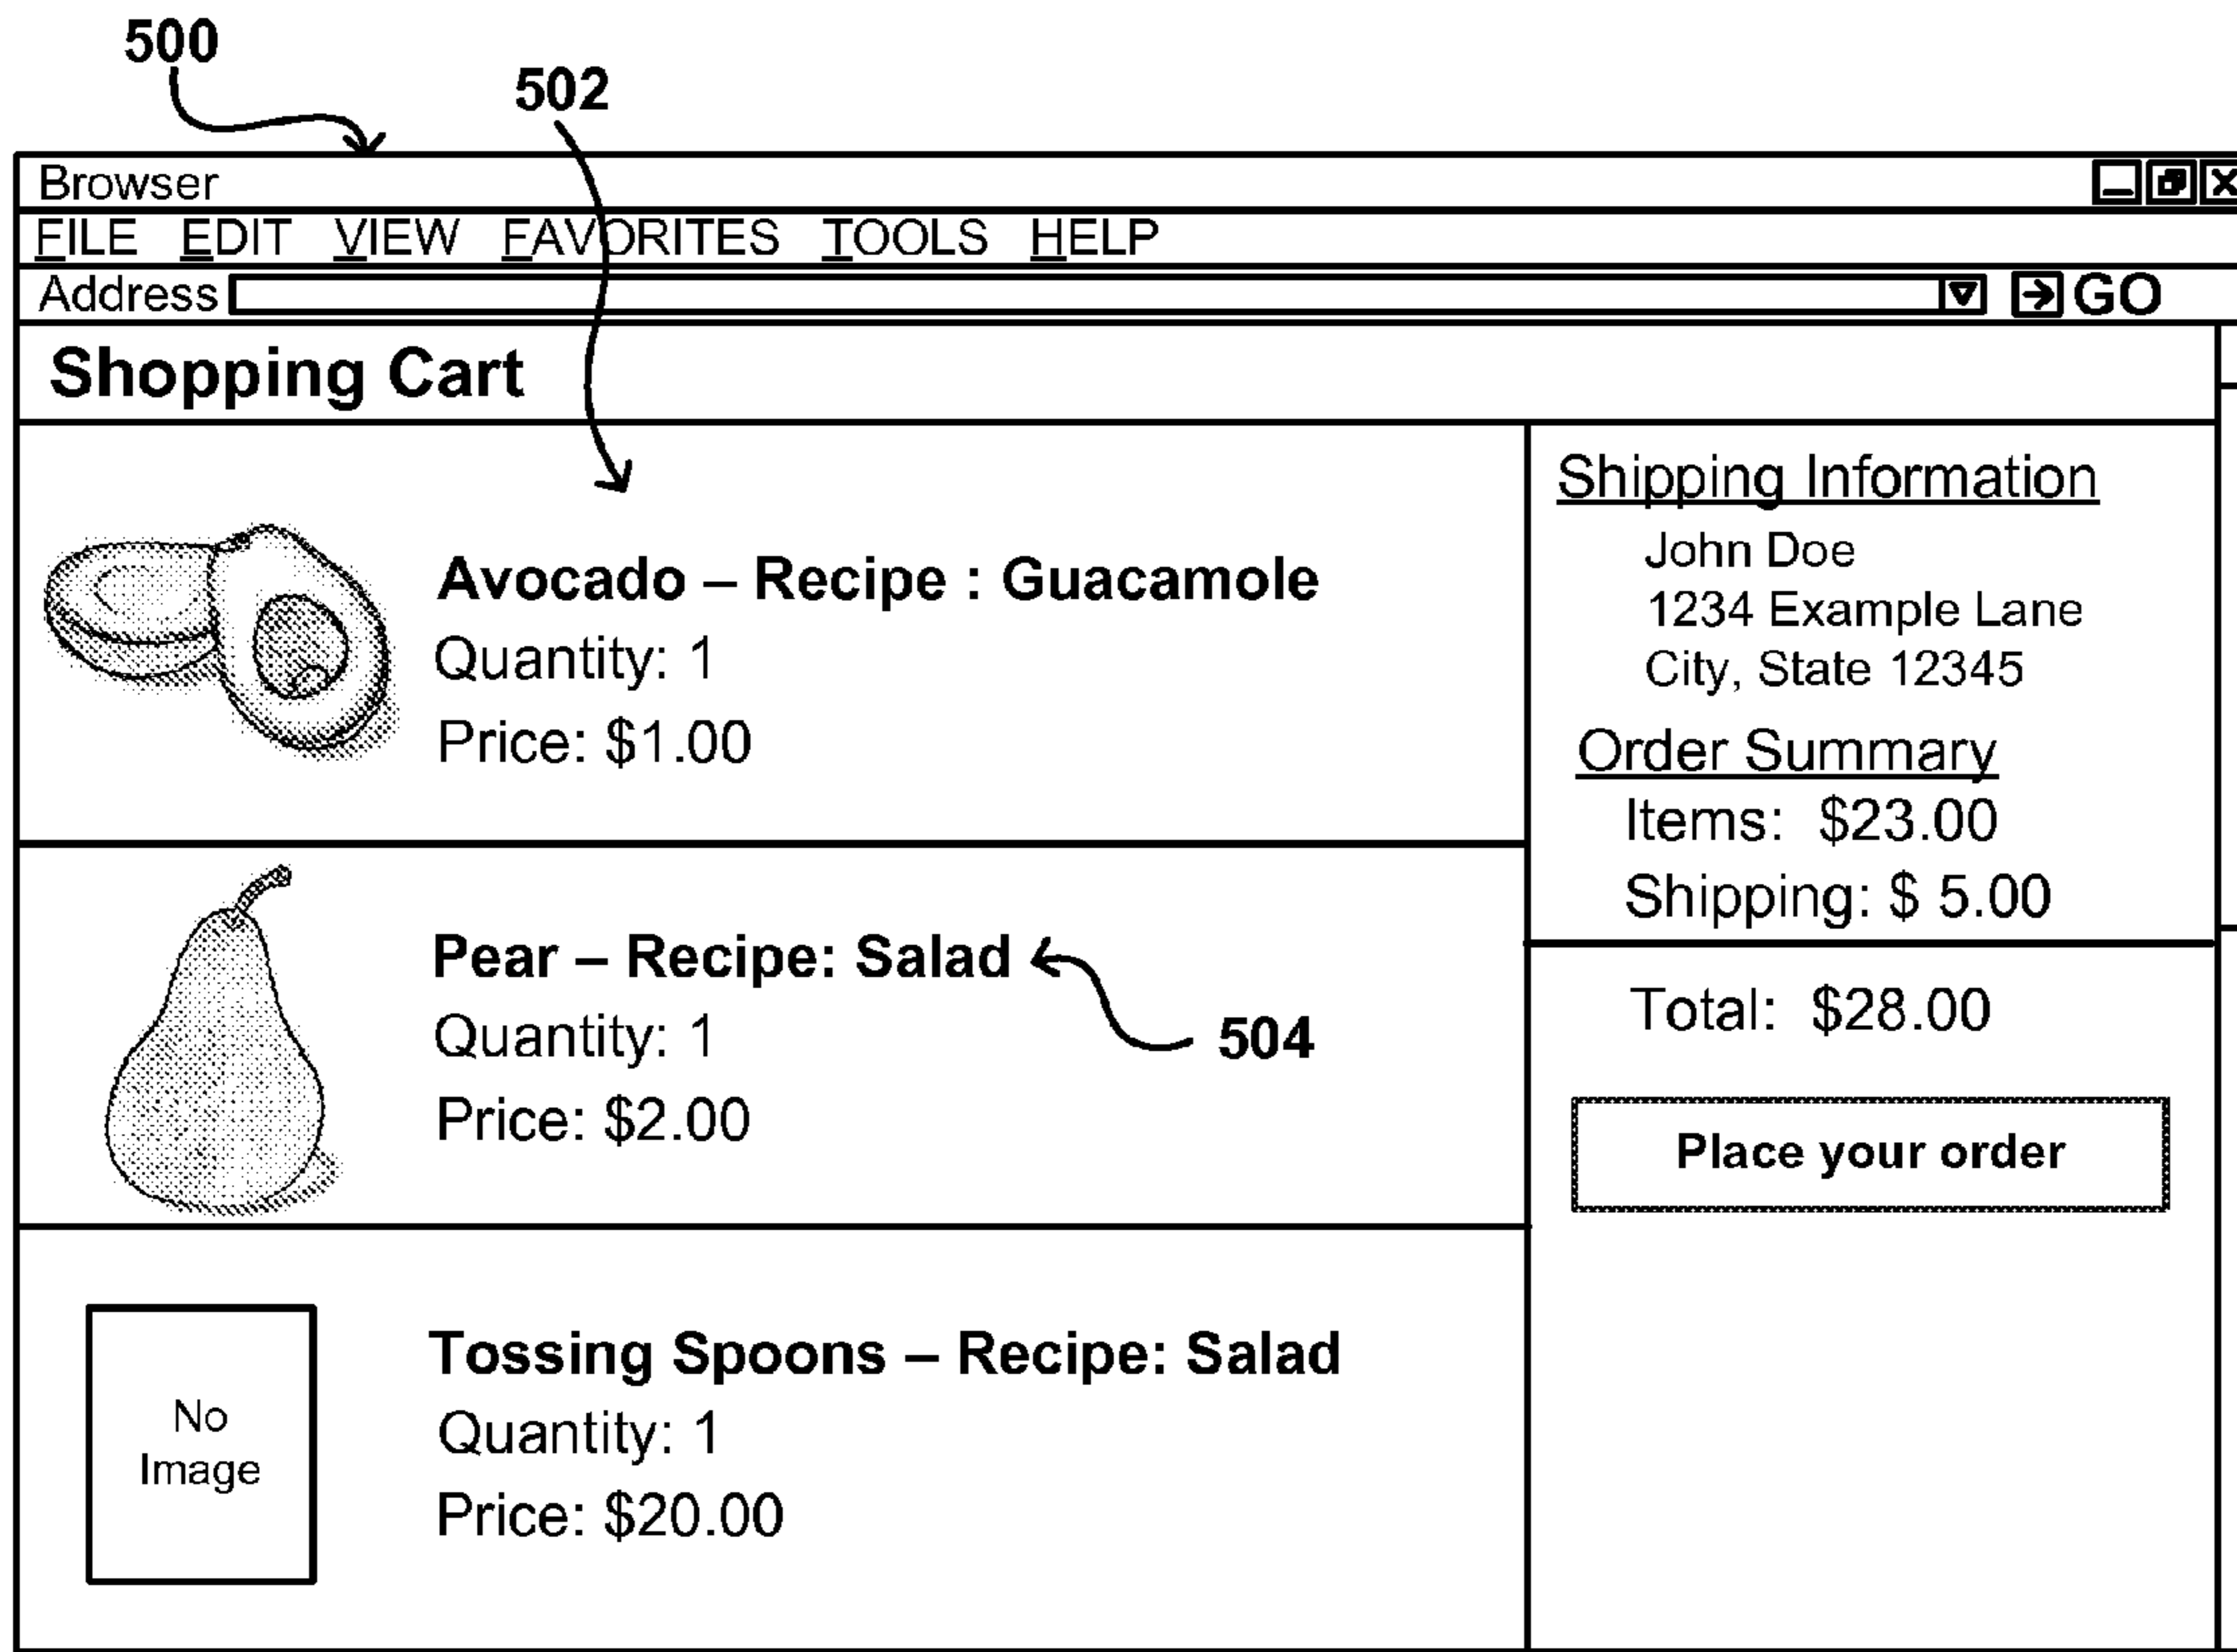 500
502
Browser
FILE EDIT VIEW FAVORITES TOOLS HELP
Address GO
Shopping Cart
Avocado – Recipe : Guacamole
Quantity: 1
Price: $1.00
Pear – Recipe: Salad
504
Quantity: 1
Price: $2.00
No
Image
Tossing Spoons – Recipe: Salad
Quantity: 1
Price: $20.00
Shipping Information
John Doe
1234 Example Lane
City, State 12345
Order Summary
Items: $23.00
Shipping: $ 5.00
Total: $28.00
Place your order